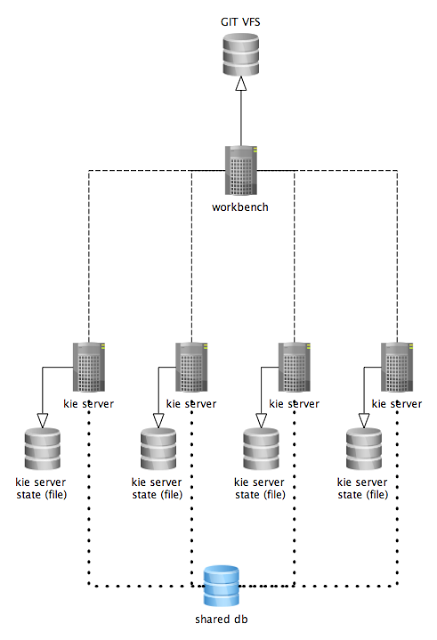 GIT VFS
workbench
kie server
kie server
kie server
kie server
kie server
state (file)
kie server
state (file)
kie server
state (file)
kie server
state (file)
shared db